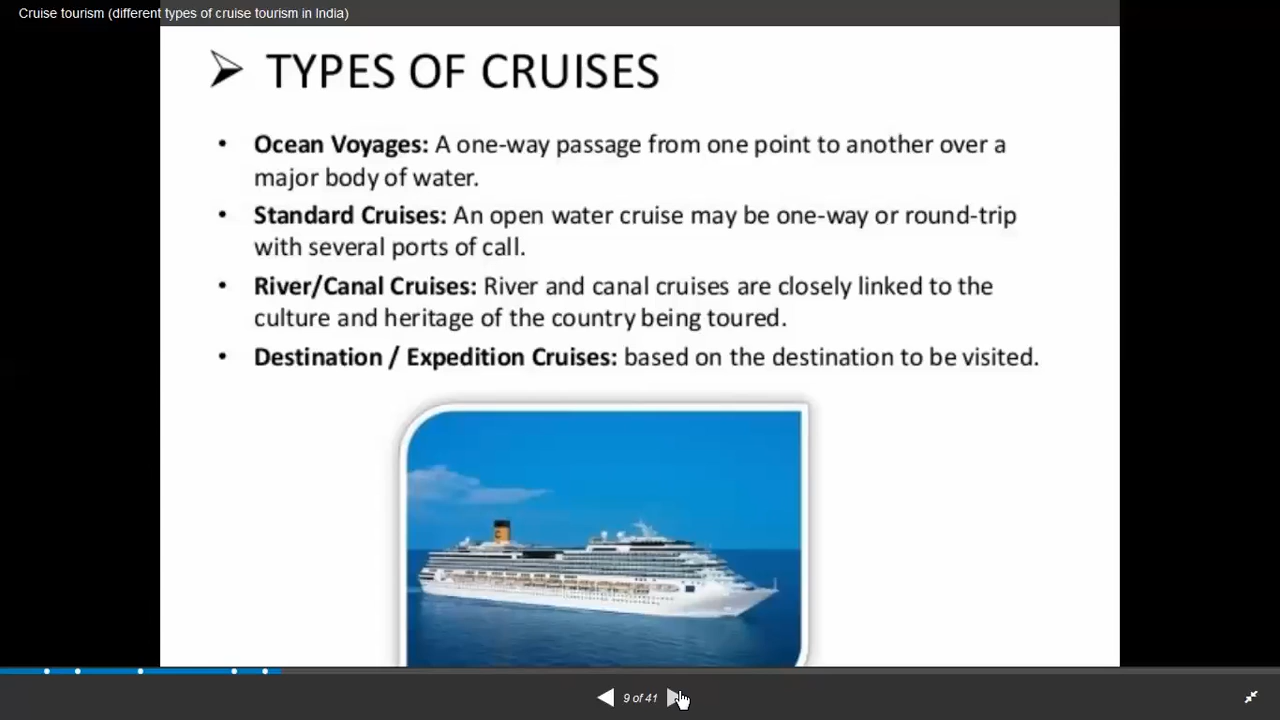 Cruise tourism (different types of cruise tourism in India)
TYPES OF CRUISES
• Ocean Voyages: A one-way passage from one point to another over a
major body of water.
• Standard Cruises: An open water cruise may be one-way or round-trip
with several ports of call.
• River/Canal Cruises: River and canal cruises are closely linked to the
culture and heritage of the country being toured.
• Destination / Expedition Cruises: based on the destination to be visited.
9 of 41